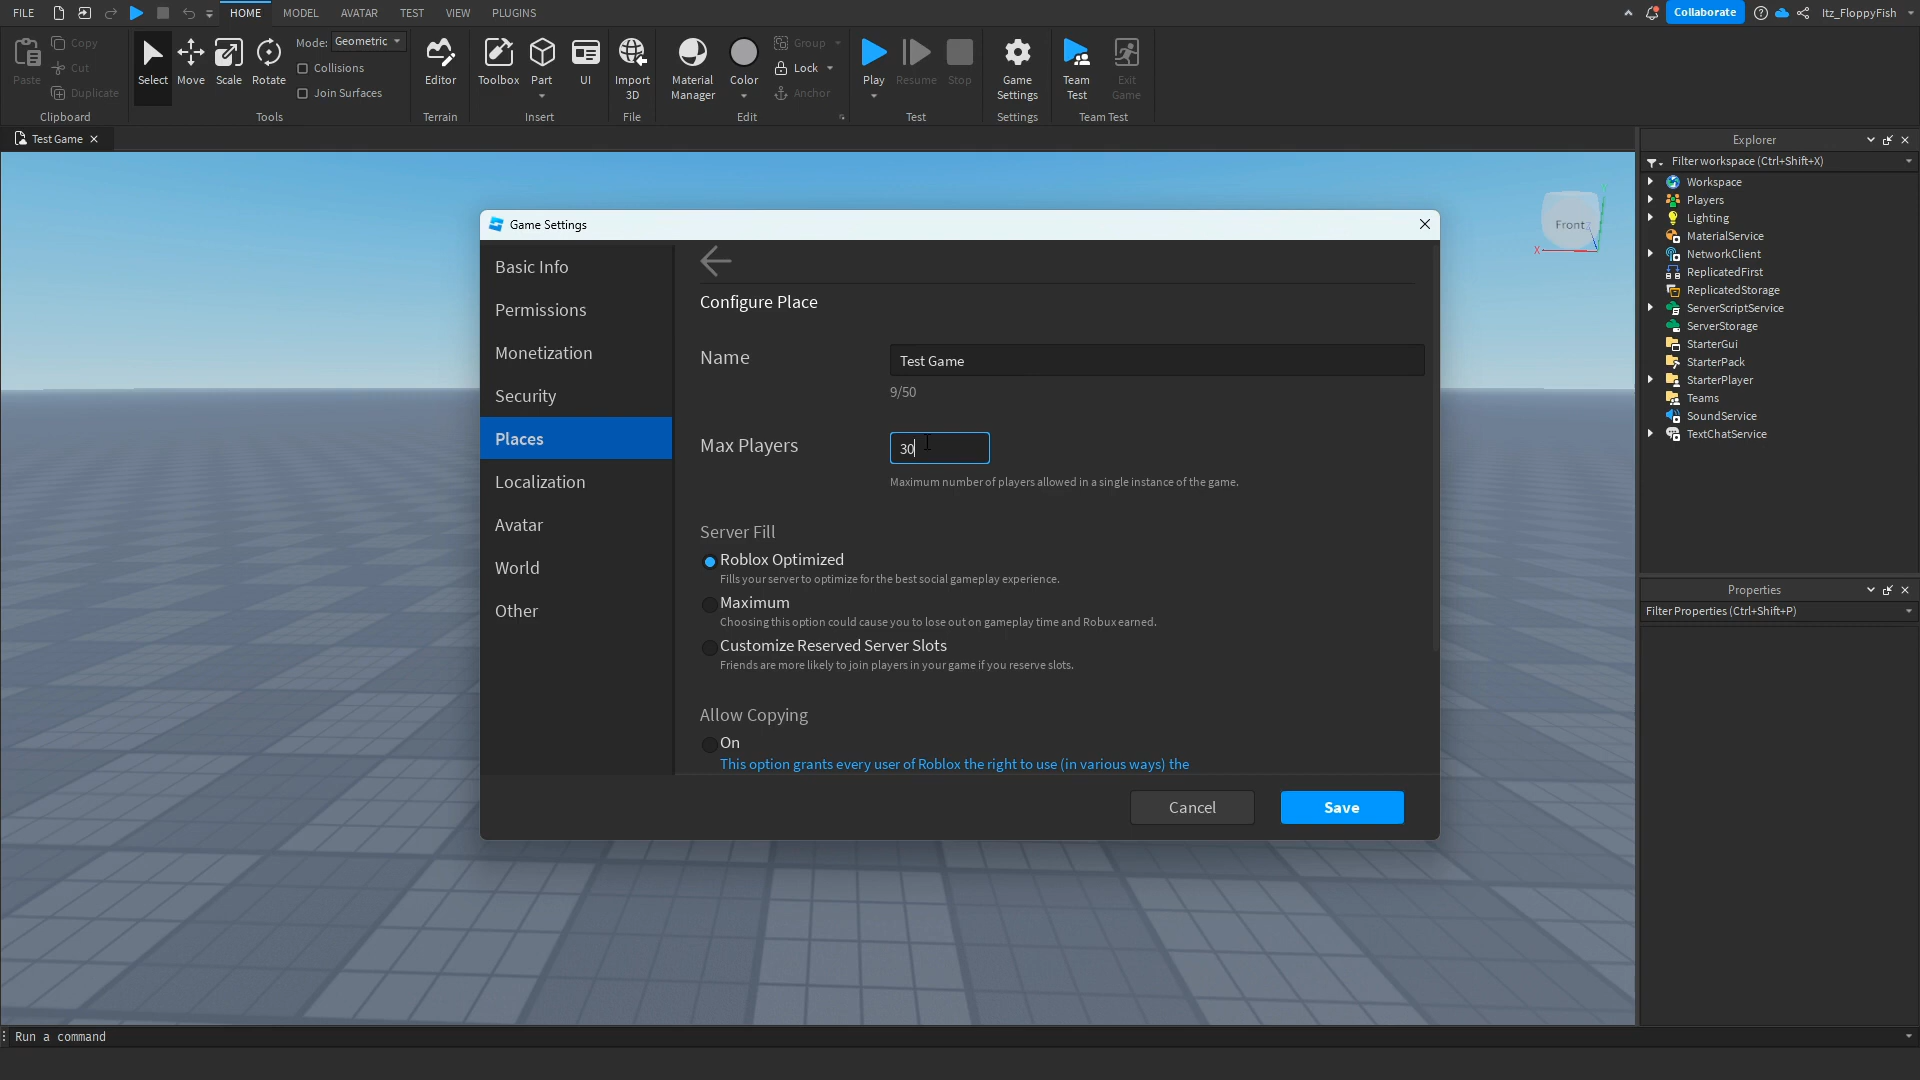 FILE
HOME
MODEL
AVATAR
TEST
VIEW
PLUGINS
Collaborate
Itz_FloppyFish
Paste
Copy
Cut
Duplicate
Clipboard
Select
Move
Scale
Rotate
Mode: Geometric
Collisions
Join Surfaces
Tools
Editor
Terrain
Toolbox
Part
UI
Insert
Import
3D
File
Material
Manager
Color
Group
Lock
Anchor
Edit
Play
Resume
Stop
Test
Game
Settings
Settings
Team
Test
Exit
Game
Team Test
Test Game
Front
X
Game Settings
Basic Info
Permissions
Monetization
Security
Places
Localization
Avatar
World
Other
Configure Place
Name
Test Game
9/50
Max Players
30
Maximum number of players allowed in a single instance of the game.
Server Fill
Roblox Optimized
Fills your server to optimize for the best social gameplay experience.
Maximum
Choosing this option could cause you to lose out on gameplay time and Robux earned.
Customize Reserved Server Slots
Friends are more likely to join players in your game if you reserve slots.
Allow Copying
On
This option grants every user of Roblox the right to use (in various ways) the
Cancel
Save
Explorer
Filter workspace (Ctrl+Shift+X)
Workspace
Players
Lighting
MaterialService
NetworkClient
ReplicatedFirst
ReplicatedStorage
ServerScriptService
ServerStorage
StarterGui
StarterPack
StarterPlayer
Teams
SoundService
TextChatService
Properties
Filter Properties (Ctrl+Shift+P)
Run a command